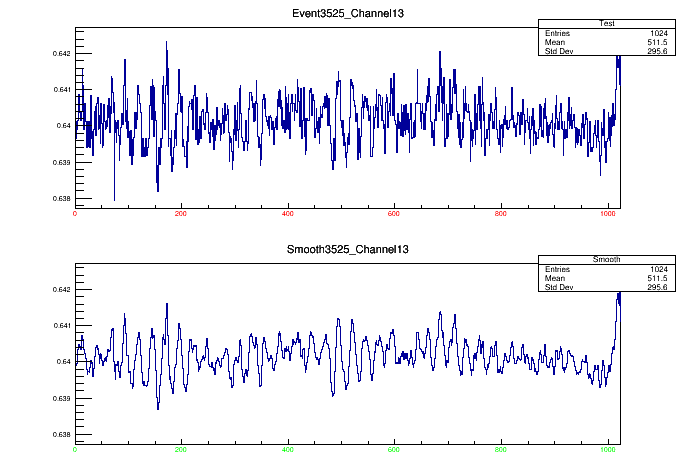 Event3525_Channel13
Test
Entries 1024
Mean 511.5
Std Dev 295.6
0.642
0.641
0.64
0.639
0.638
0 200 400 600 800 1000
Smooth3525_Channel13
Smooth
Entries 1024
Mean 511.5
Std Dev 295.6
0.642
0.641
0.64
0.639
0.638
0 200 400 600 800 1000